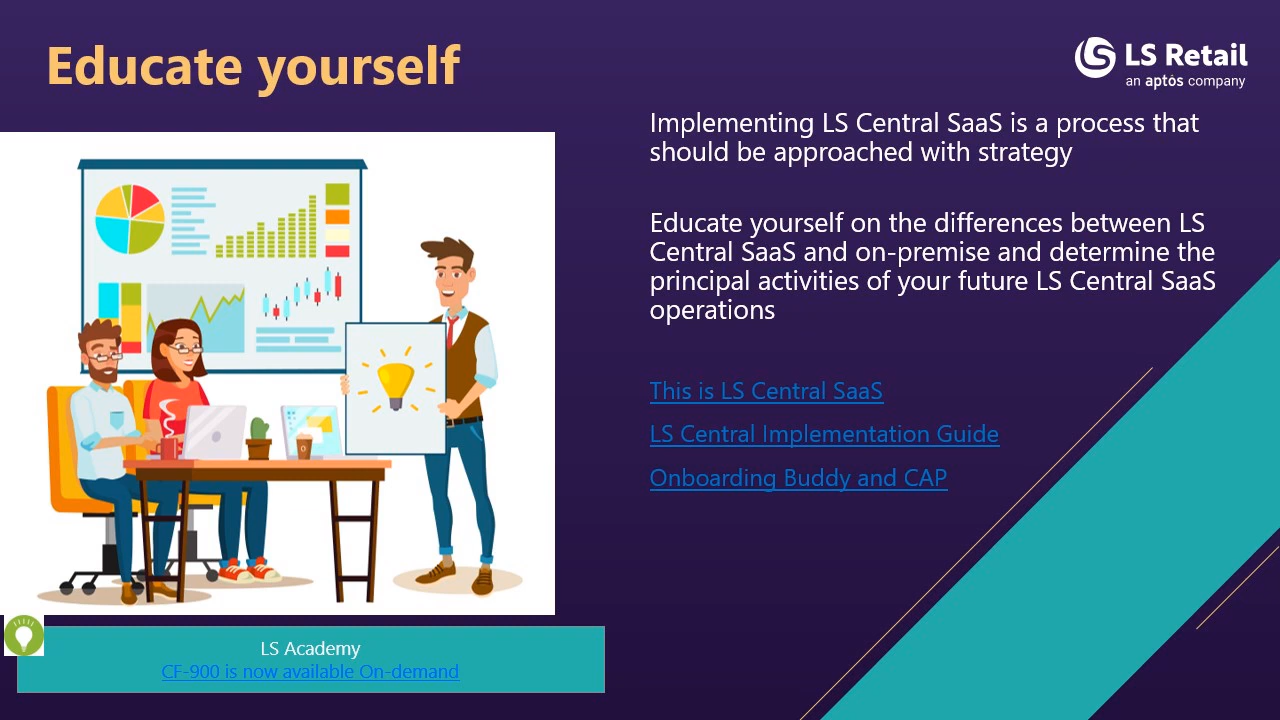 Educate yourself
LS Retail
an aptos company
Implementing LS Central SaaS is a process that
should be approached with strategy
Educate yourself on the differences between LS
Central SaaS and on-premise and determine the
principal activities of your future LS Central SaaS
operations
This is LS Central SaaS
LS Central Implementation Guide
Onboarding Buddy and CAP
LS Academy
CF-900 is now available On-demand